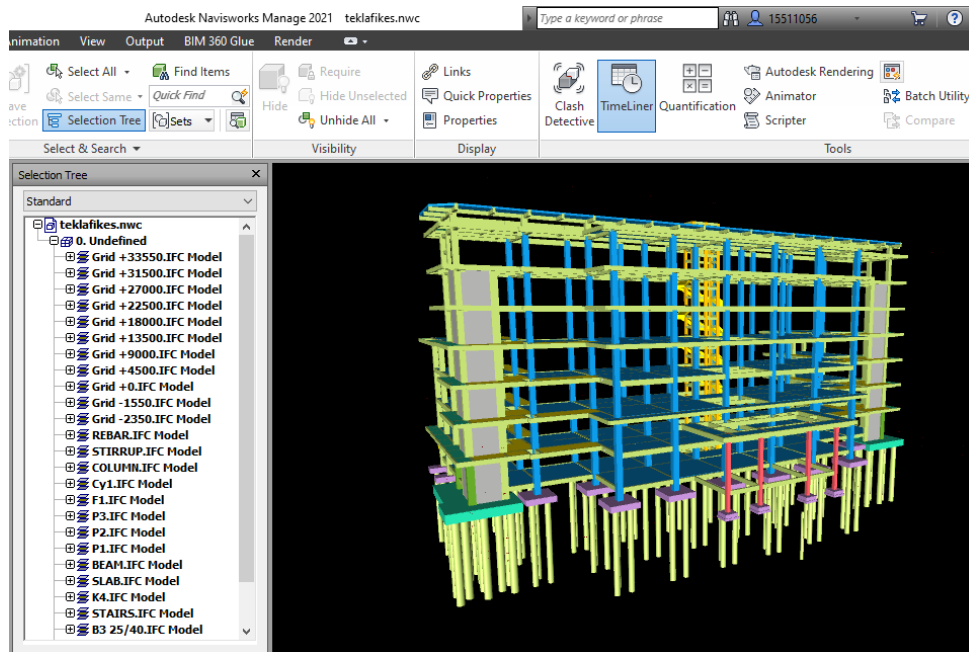 Autodesk Navisworks Manage 2021 teklafikes.nwc
Type a keyword or phrase
15511056
Animation View Output BIM 360 Glue Render
Select All
Find Items
Require
Links
Autodesk Rendering
Select Same
Quick Find
Hide Unselected
Quick Properties
Animator
Batch Utility
Hide
Clash Detective
TimeLiner
Quantification
Selection Tree
Sets
Unhide All
Properties
Scripter
Compare
Select & Search
Visibility
Display
Tools
Selection Tree
Standard
teklafikes.nwc
0. Undefined
Grid +33550.IFC Model
Grid +31500.IFC Model
Grid +27000.IFC Model
Grid +22500.IFC Model
Grid +18000.IFC Model
Grid +13500.IFC Model
Grid +9000.IFC Model
Grid +4500.IFC Model
Grid +0.IFC Model
Grid -1550.IFC Model
Grid -2350.IFC Model
REBAR.IFC Model
STIRRUP.IFC Model
COLUMN.IFC Model
Cy1.IFC Model
F1.IFC Model
P3.IFC Model
P2.IFC Model
P1.IFC Model
BEAM.IFC Model
SLAB.IFC Model
K4.IFC Model
STAIRS.IFC Model
B3 25/40.IFC Model